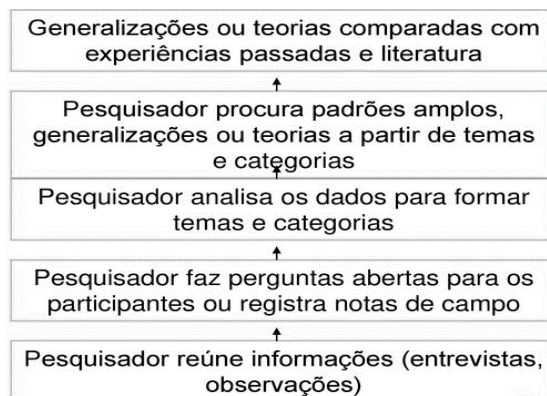 Generalizações ou teorias comparadas com
experiências passadas e literatura
Pesquisador procura padrões amplos,
generalizações ou teorias a partir de temas
e categorias
Pesquisador analisa os dados para formar
temas e categorias
Pesquisador faz perguntas abertas para os
participantes ou registra notas de campo
Pesquisador reúne informações (entrevistas,
observações)